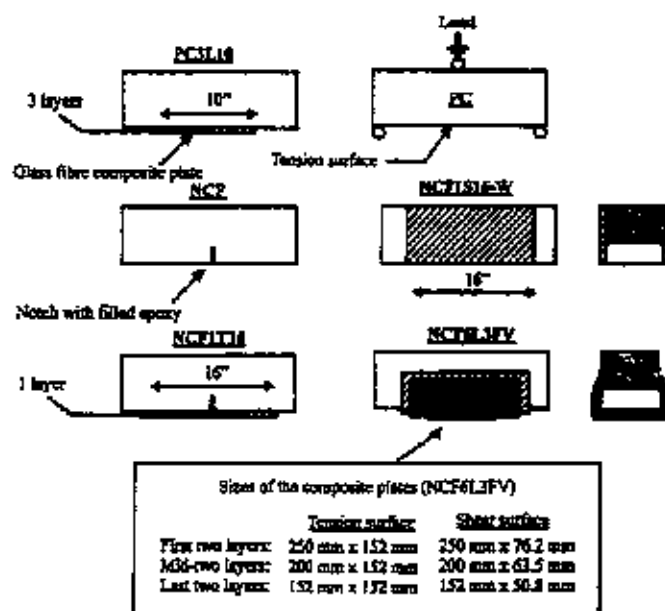 Load
PC3L10
10"
3 layers
PC
Glass fibre composite plate
Tension surface
NCF
NCF1S16-W
16"
Notch with filled epoxy
NCF1T16
NCF6L3FV
16"
1 layer
Sizes of the composite plates (NCF6L3FV)
Tension surface Shear surface
First two layers: 250 mm x 152 mm 250 mm x 76.2 mm
Mid-two layers: 200 mm x 152 mm 200 mm x 63.5 mm
Last two layers: 152 mm x 152 mm 152 mm x 50.8 mm